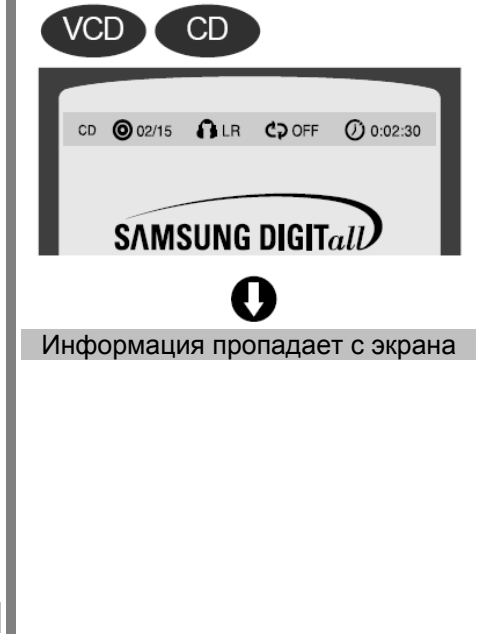 VCD CD
CD 02/15 LR OFF 0:02:30
SAMSUNG DIGITall
Информация пропадает с экрана